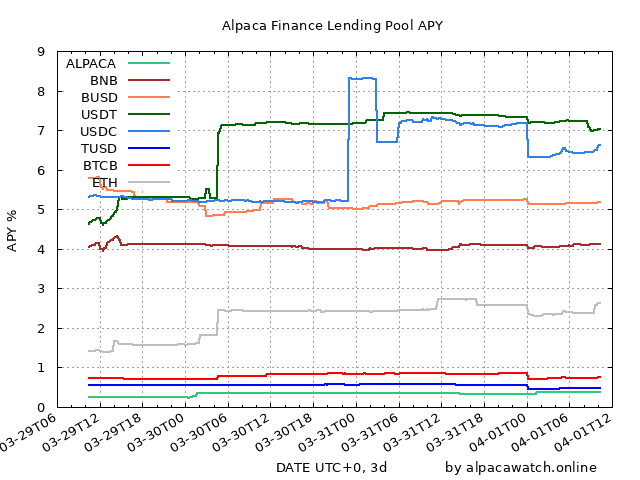 Alpaca Finance Lending Pool APY
APY %
9
8
7
6
5
4
3
2
1
0
ALPACA
BNB
BUSD
USDT
USDC
TUSD
BTCB
ETH
03-29T06
03-29T12
03-29T18
03-30T00
03-30T06
03-30T12
03-30T18
03-31T00
03-31T06
03-31T12
03-31T18
04-01T00
04-01T06
04-01T12
DATE UTC+0, 3d
by alpacawatch.online